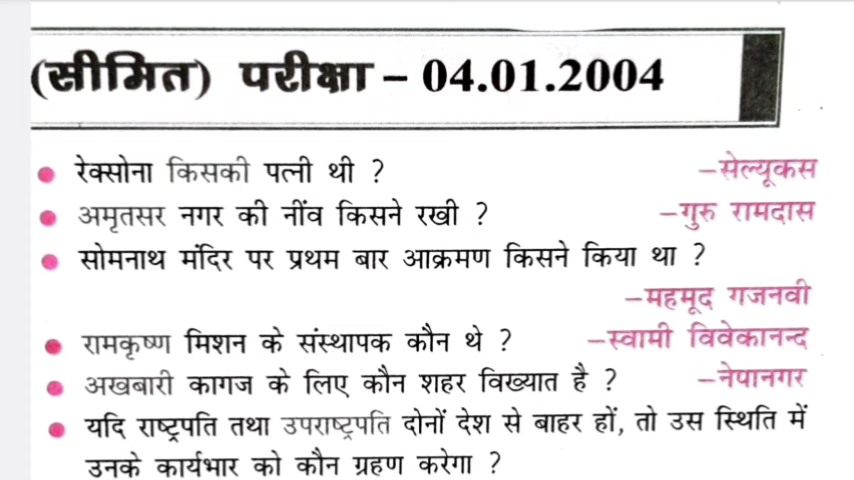 (सीमित) परीक्षा – 04.01.2004
● रेक्सोना किसकी पत्नी थी ? –सेल्यूकस
● अमृतसर नगर की नींव किसने रखी ? –गुरु रामदास
● सोमनाथ मंदिर पर प्रथम बार आक्रमण किसने किया था ?
–महमूद गजनवी
● रामकृष्ण मिशन के संस्थापक कौन थे ? –स्वामी विवेकानन्द
● अखबारी कागज के लिए कौन शहर विख्यात है ? –नेपानगर
● यदि राष्ट्रपति तथा उपराष्ट्रपति दोनों देश से बाहर हों, तो उस स्थिति में
उनके कार्यभार को कौन ग्रहण करेगा ?